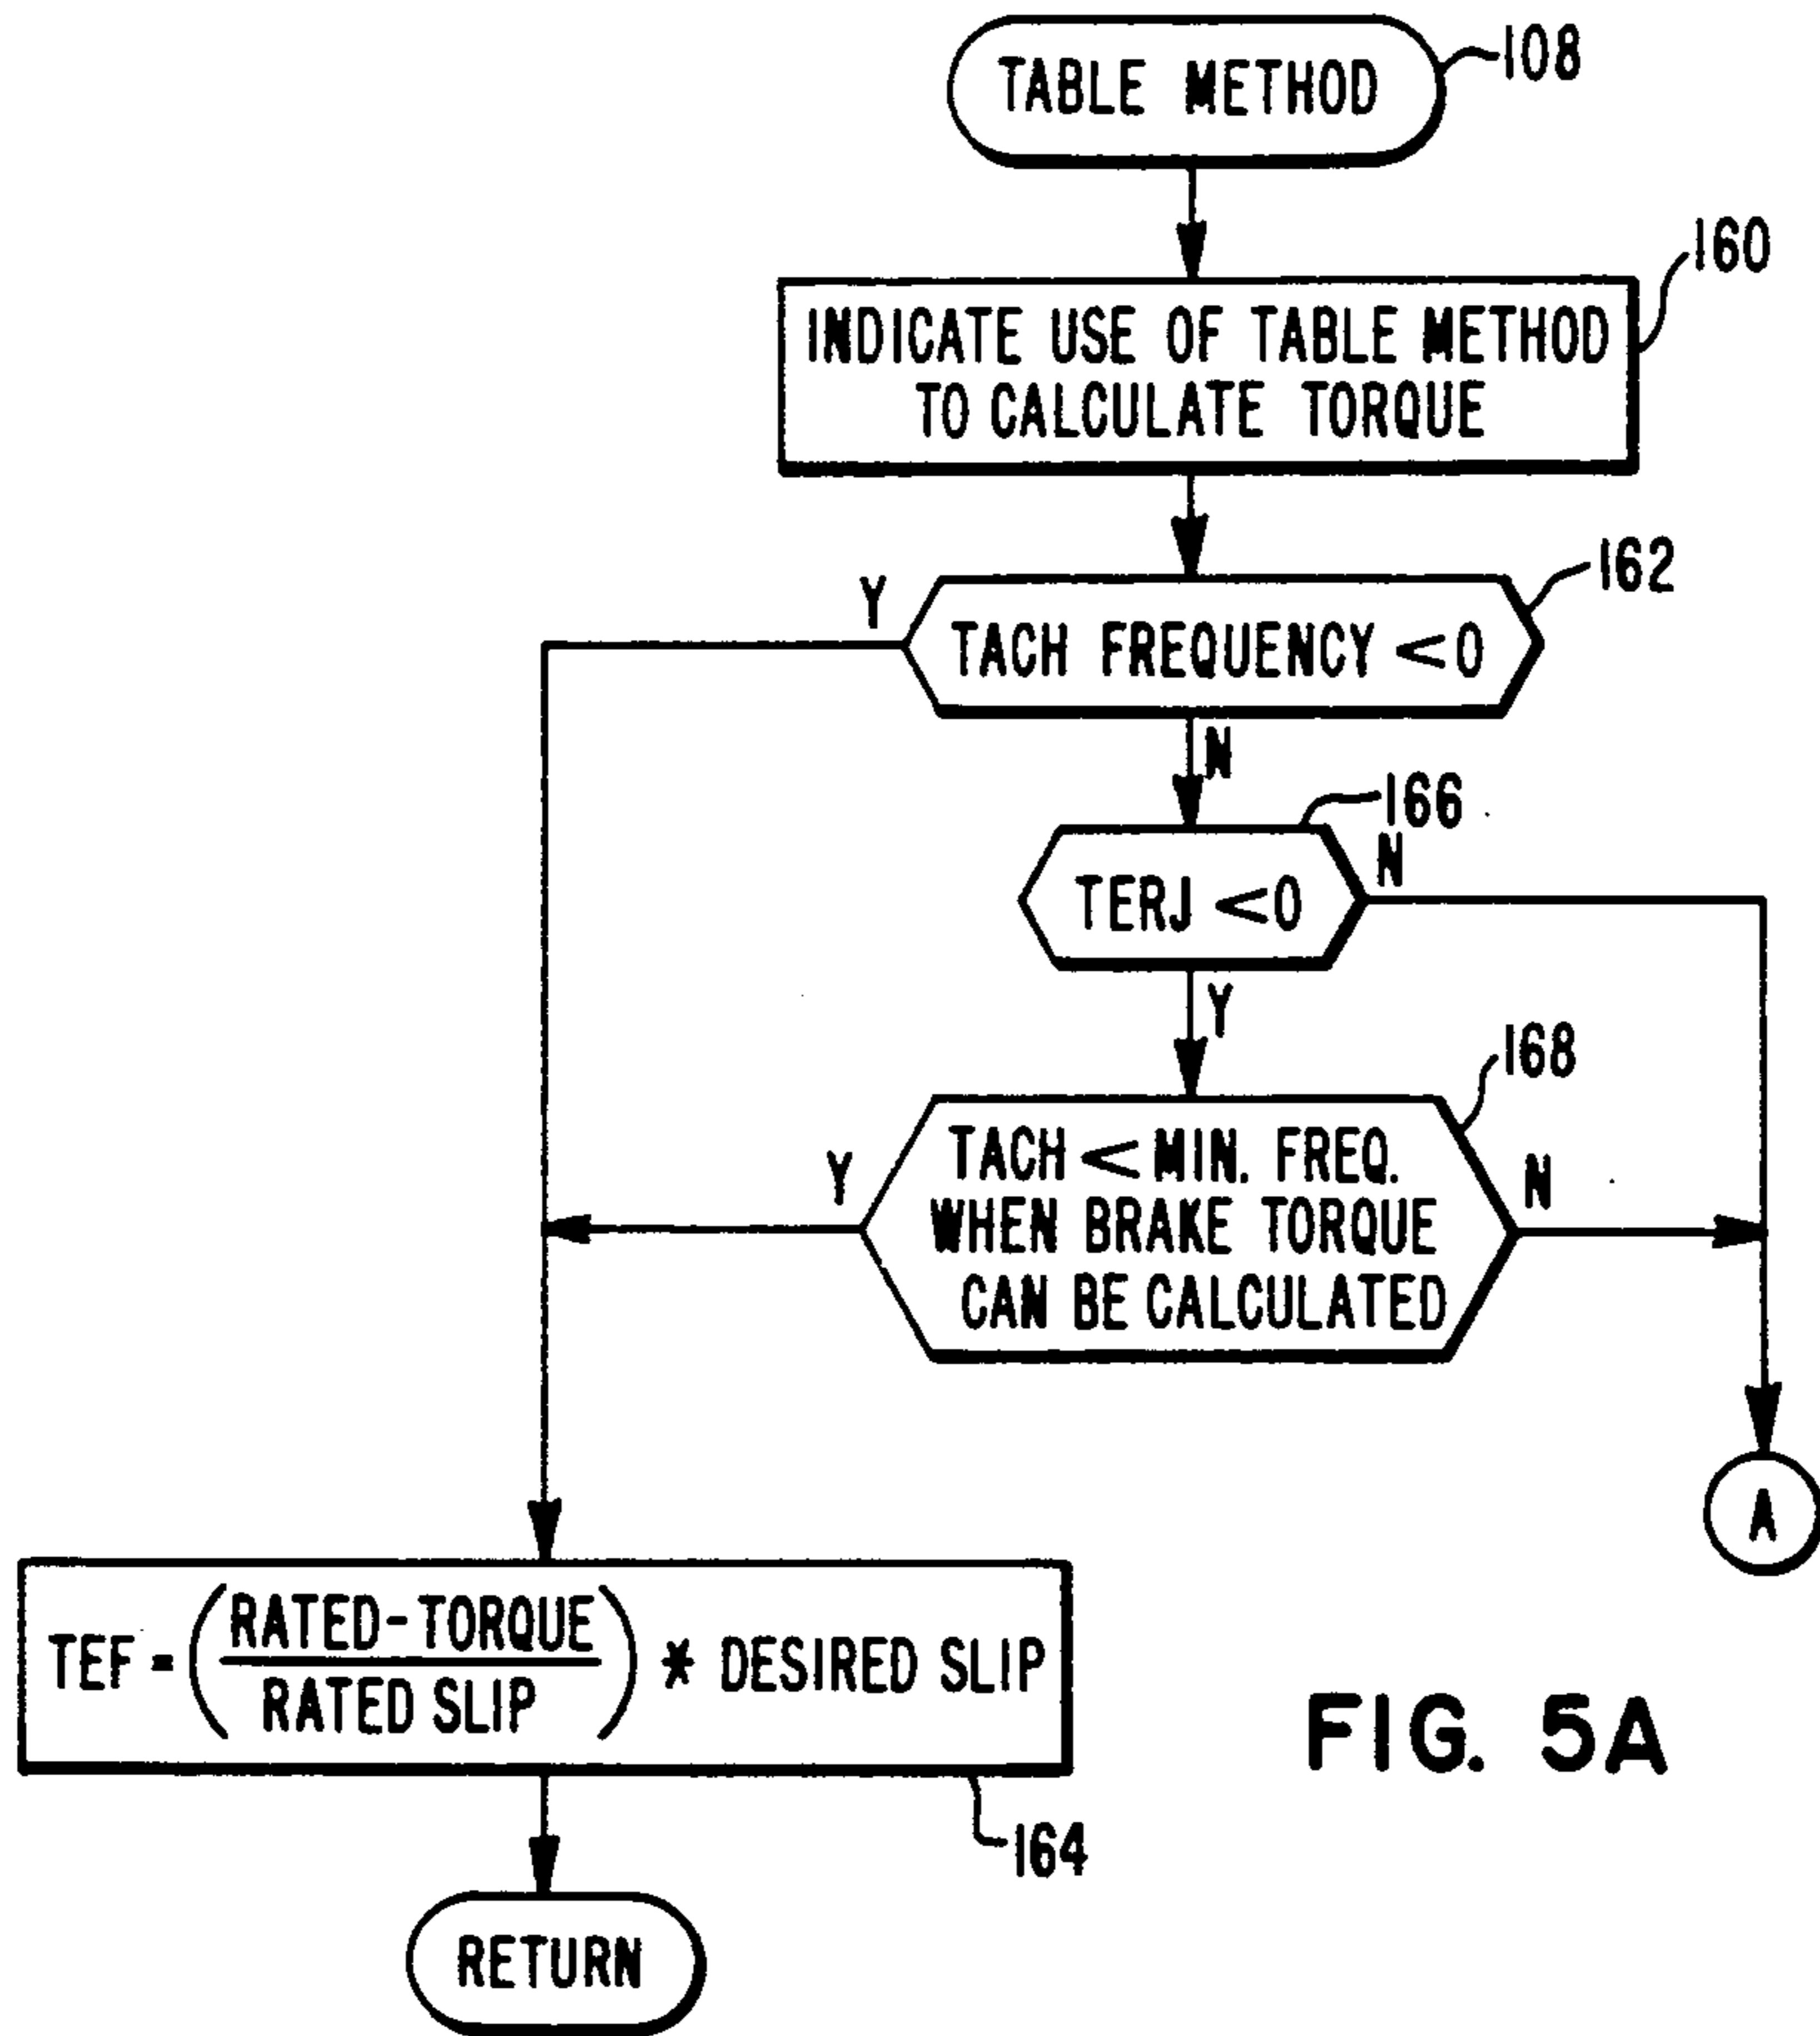 TABLE METHOD
108
INDICATE USE OF TABLE METHOD
TO CALCULATE TORQUE
160
TACH FREQUENCY <0
162
Y
N
TERJ <0
166
N
Y
TACH < MIN. FREQ.
WHEN BRAKE TORQUE
CAN BE CALCULATED
168
Y
N
A
TEF = (RATED-TORQUE
RATED SLIP) * DESIRED SLIP
164
RETURN
FIG. 5A